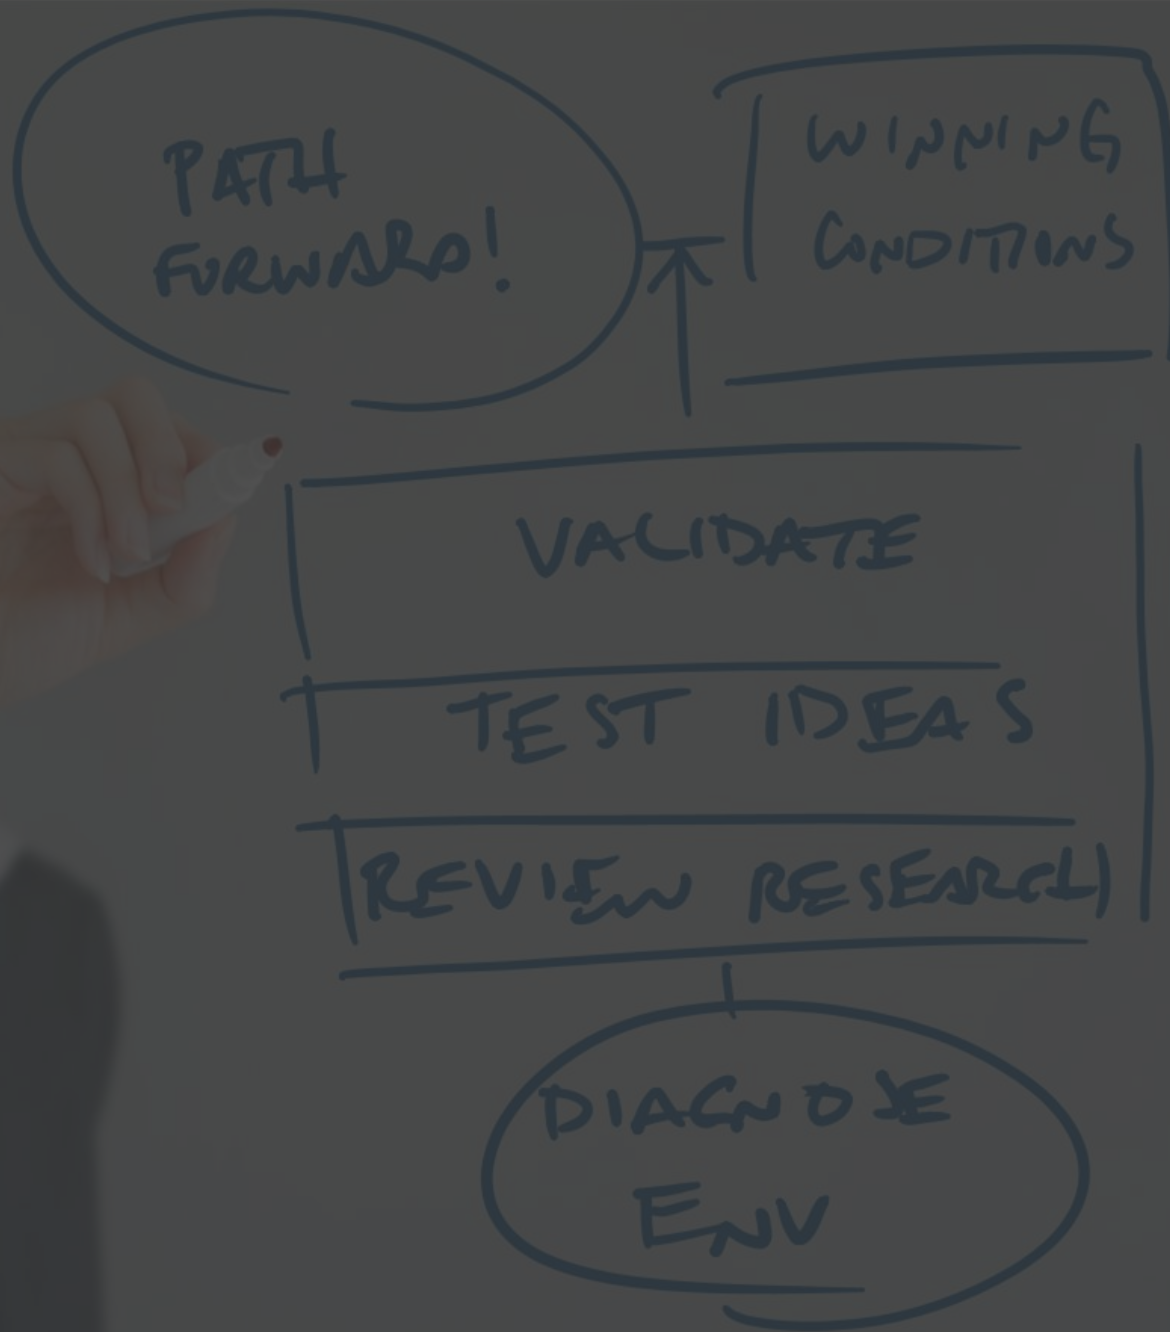 PATH
FORWARD!
WINNING
CONDITIONS
VALIDATE
TEST IDEAS
REVIEW RESEARCH
DIAGNOSE
ENV